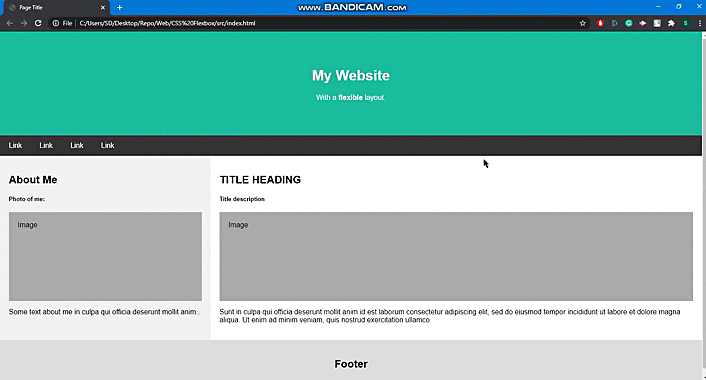 www.BANDICAM.com
Page Title
File | C:/Users/SD/Desktop/Repo/Web/CSS%20Flexbox/src/index.html
My Website
With a flexible layout.
Link Link Link Link
About Me
Photo of me:
Image
Some text about me in culpa qui officia deserunt mollit anim..
TITLE HEADING
Title description
Image
Sunt in culpa qui officia deserunt mollit anim id est laborum consectetur adipiscing elit, sed do eiusmod tempor incididunt ut labore et dolore magna
aliqua. Ut enim ad minim veniam, quis nostrud exercitation ullamco.
Footer